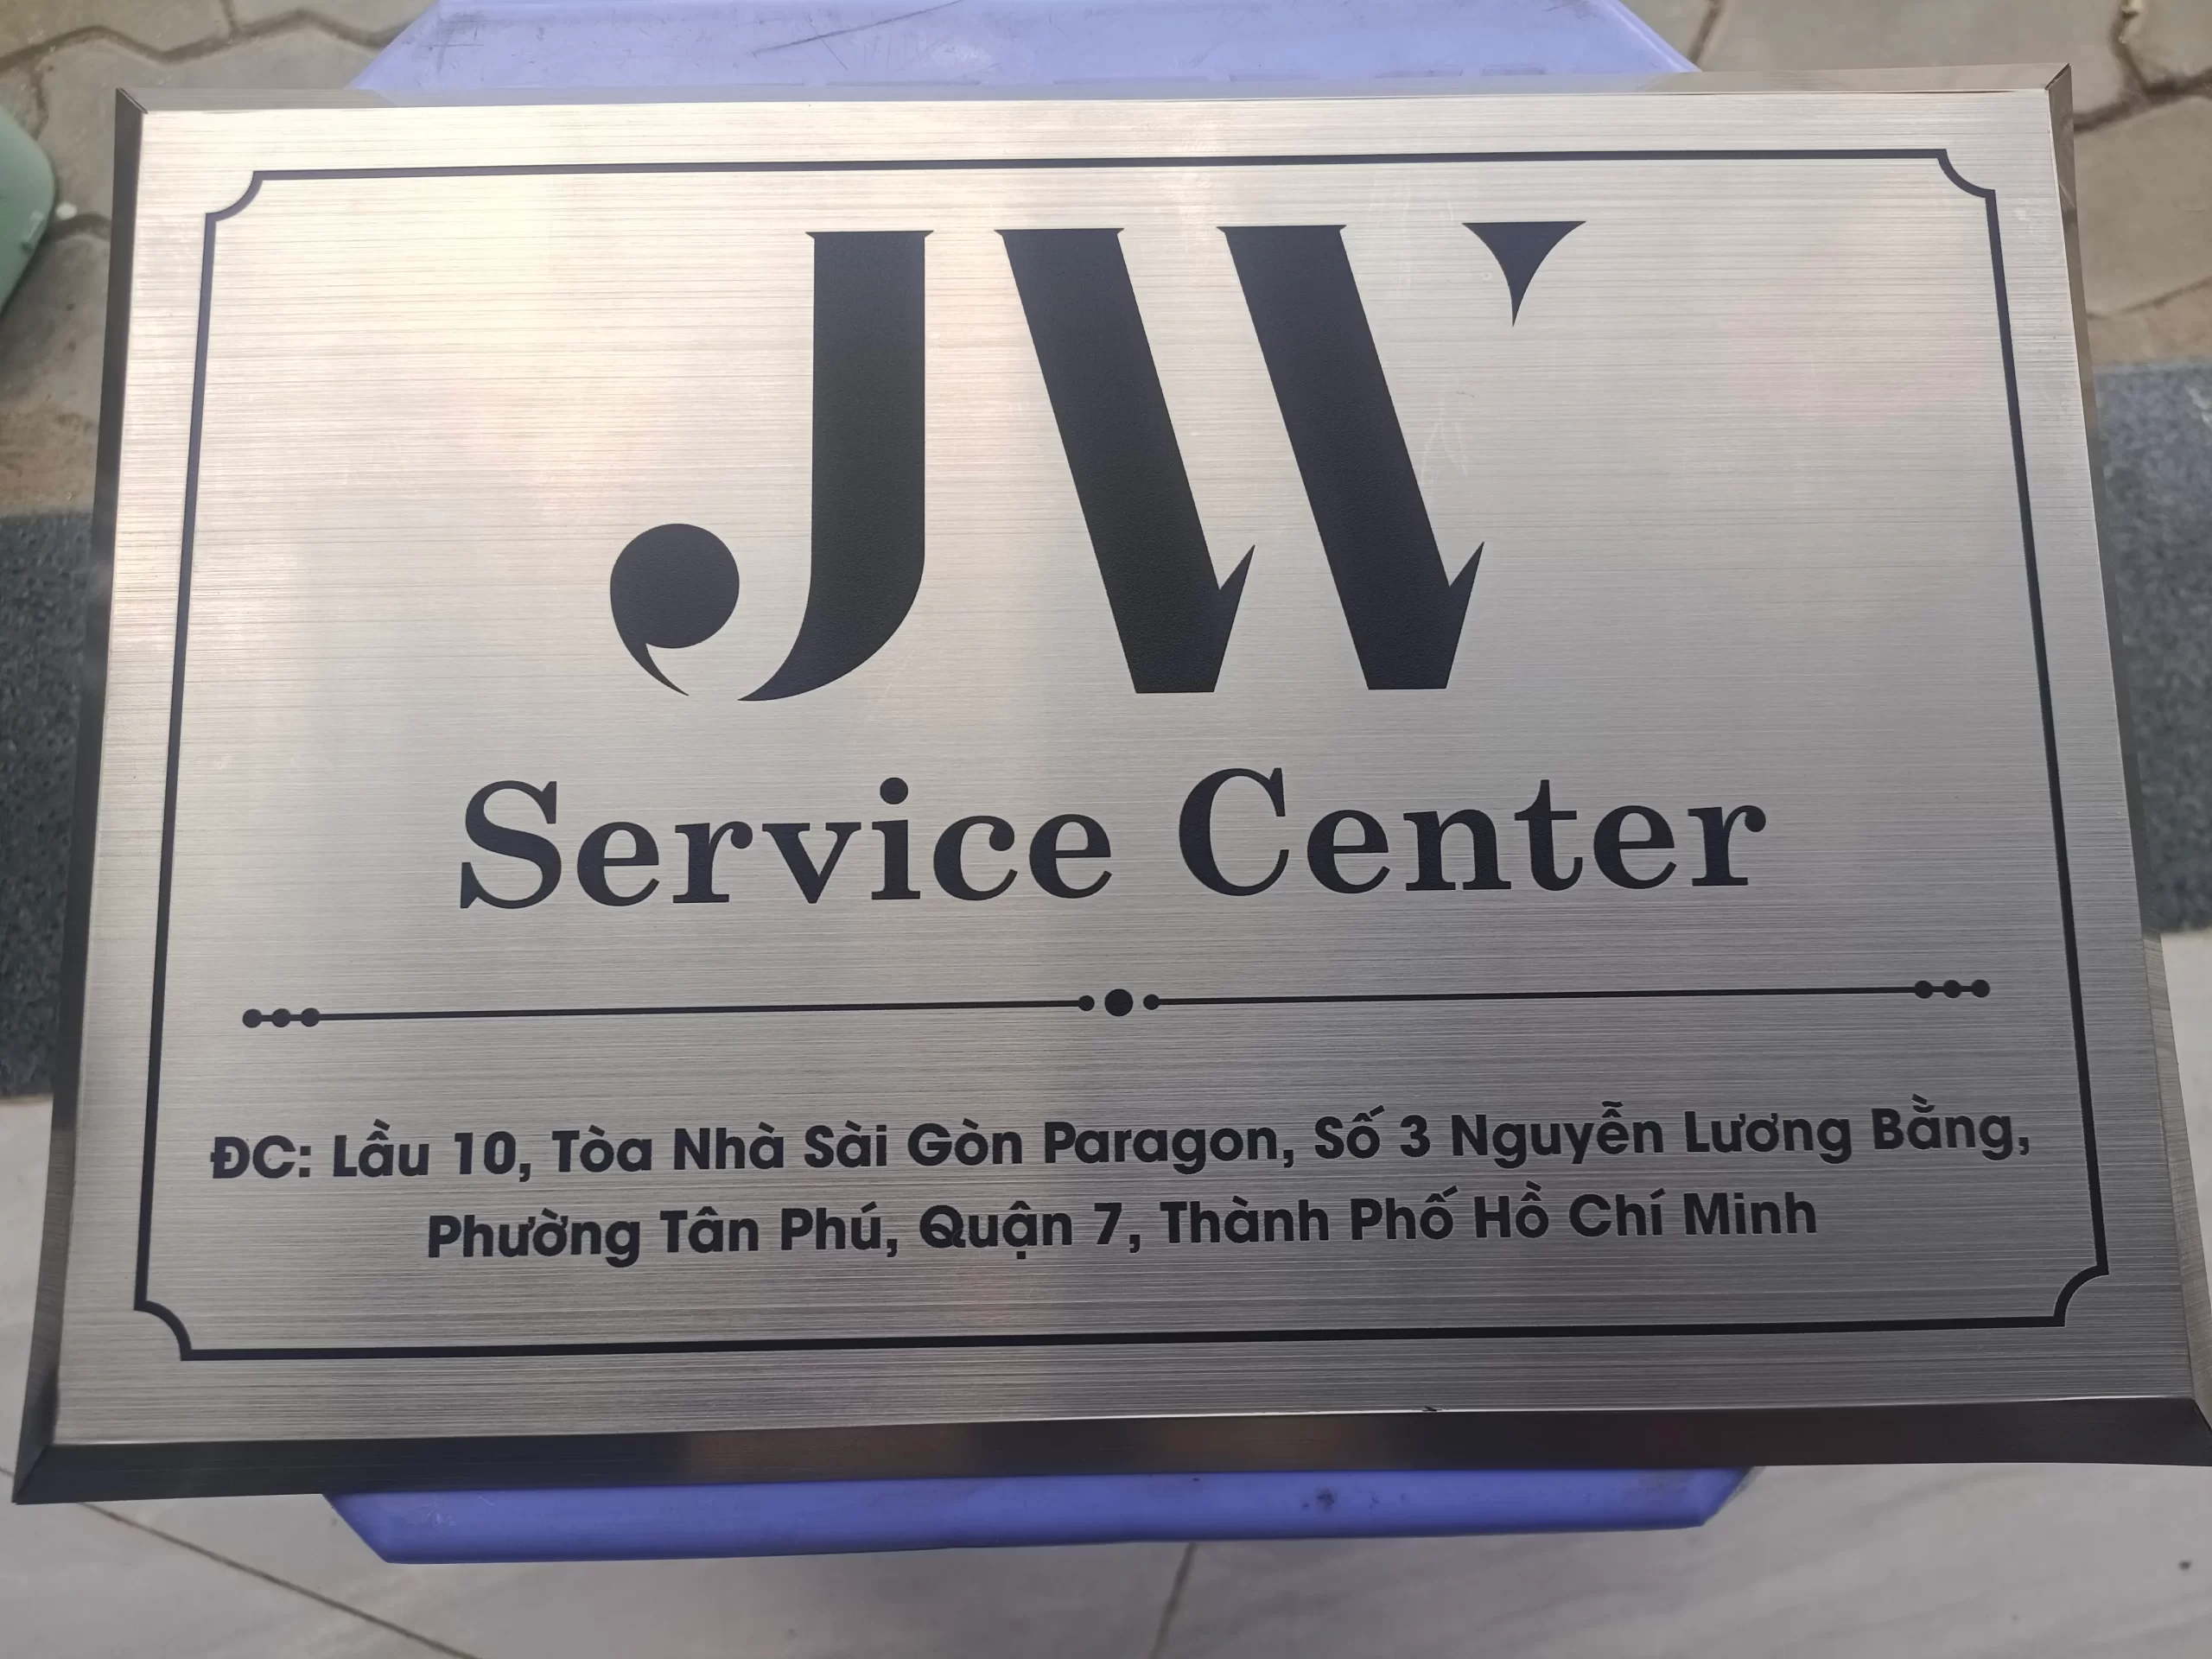 JW
Service Center
ĐC: Lầu 10, Tòa Nhà Sài Gòn Paragon, Số 3 Nguyễn Lương Bằng,
Phường Tân Phú, Quận 7, Thành Phố Hồ Chí Minh